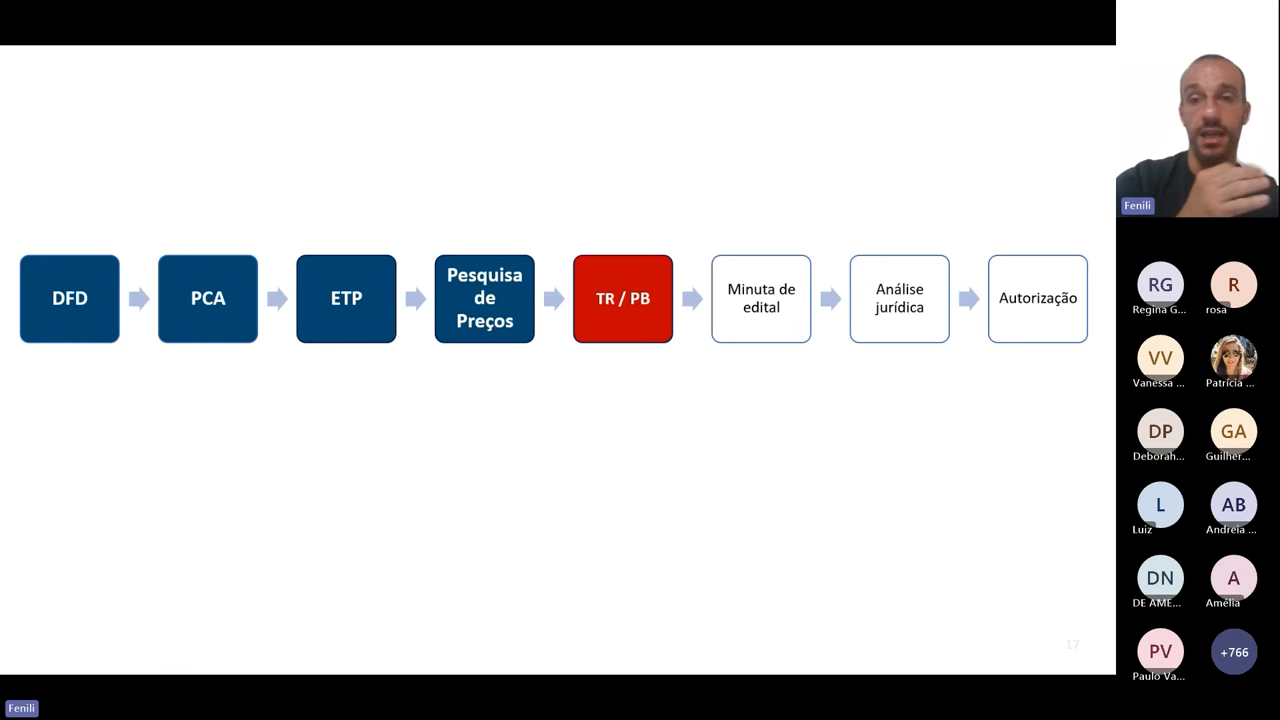 DFD
PCA
ETP
Pesquisa
de
Preços
TR / PB
Minuta de
edital
Análise
jurídica
Autorização
17
Fenili
RG
Regina G...
R
rosa
VV
Vanessa ...
Patrícia ...
DP
Deborah...
GA
Guilher...
L
Luiz
AB
Andreia ...
DN
DE AME...
A
Amélia
PV
Paulo Va...
+766
Fenili